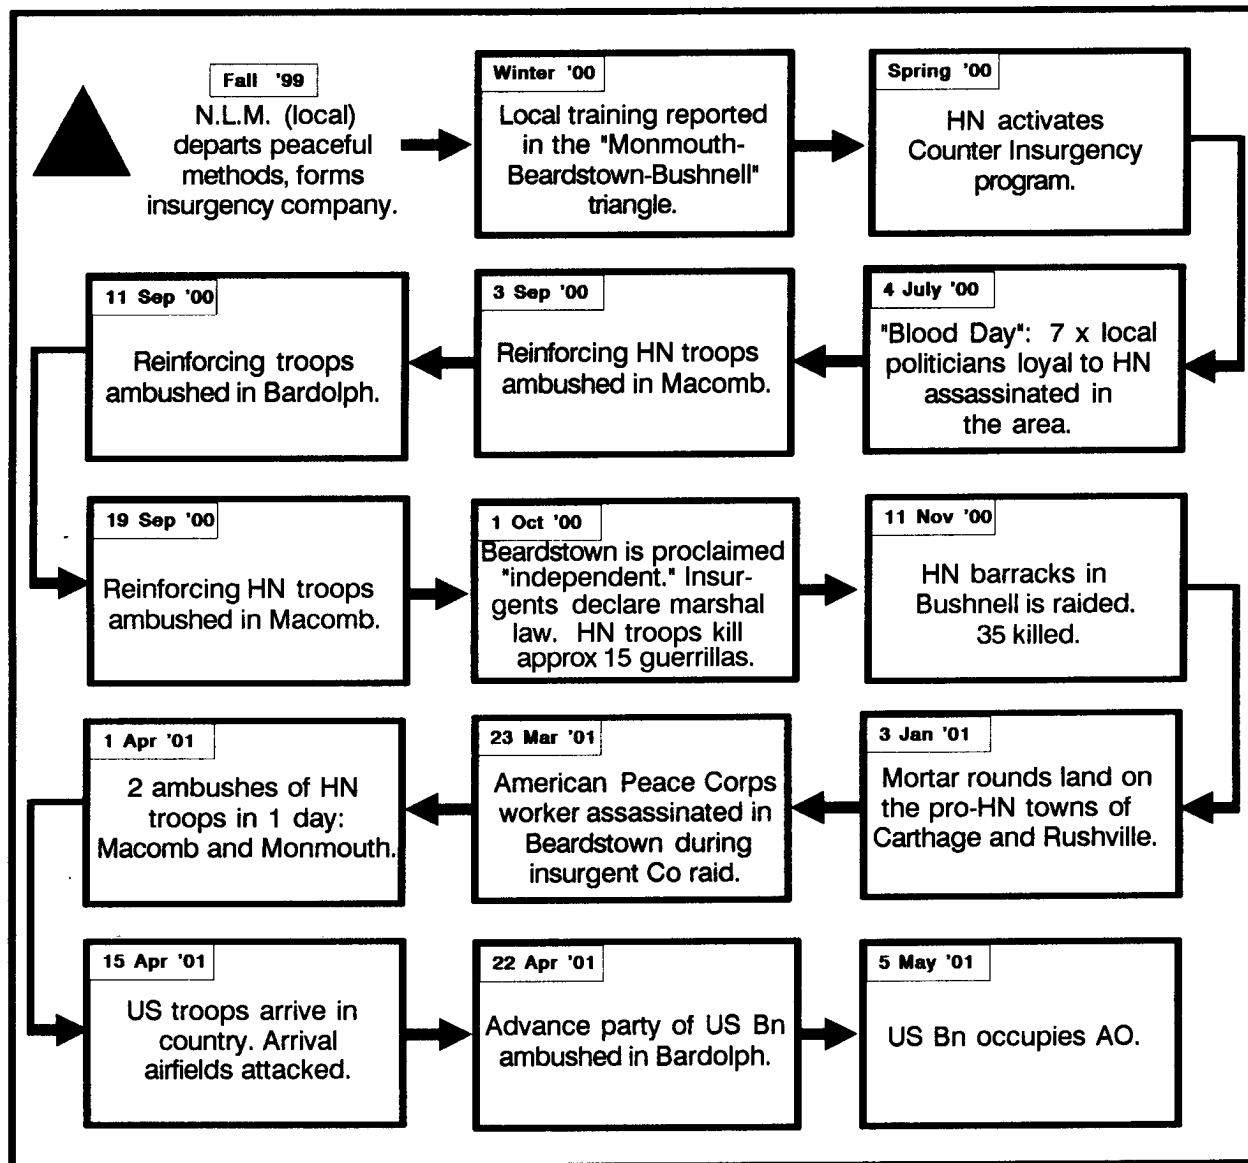 Fall '99
N.L.M. (local)
departs peaceful
methods, forms
insurgency company.
Winter '00
Local training reported
in the "Monmouth-
Beardstown-Bushnell"
triangle.
Spring '00
HN activates
Counter Insurgency
program.
4 July '00
"Blood Day": 7 x local
politicians loyal to HN
assassinated in
the area.
3 Sep '00
Reinforcing HN troops
ambushed in Macomb.
11 Sep '00
Reinforcing troops
ambushed in Bardolph.
19 Sep '00
Reinforcing HN troops
ambushed in Macomb.
1 Oct '00
Beardstown is proclaimed
"independent." Insur-
gents declare marshal
law. HN troops kill
approx 15 guerrillas.
11 Nov '00
HN barracks in
Bushnell is raided.
35 killed.
3 Jan '01
Mortar rounds land on
the pro-HN towns of
Carthage and Rushville.
23 Mar '01
American Peace Corps
worker assassinated in
Beardstown during
insurgent Co raid.
1 Apr '01
2 ambushes of HN
troops in 1 day:
Macomb and Monmouth.
15 Apr '01
US troops arrive in
country. Arrival
airfields attacked.
22 Apr '01
Advance party of US Bn
ambushed in Bardolph.
5 May '01
US Bn occupies AO.